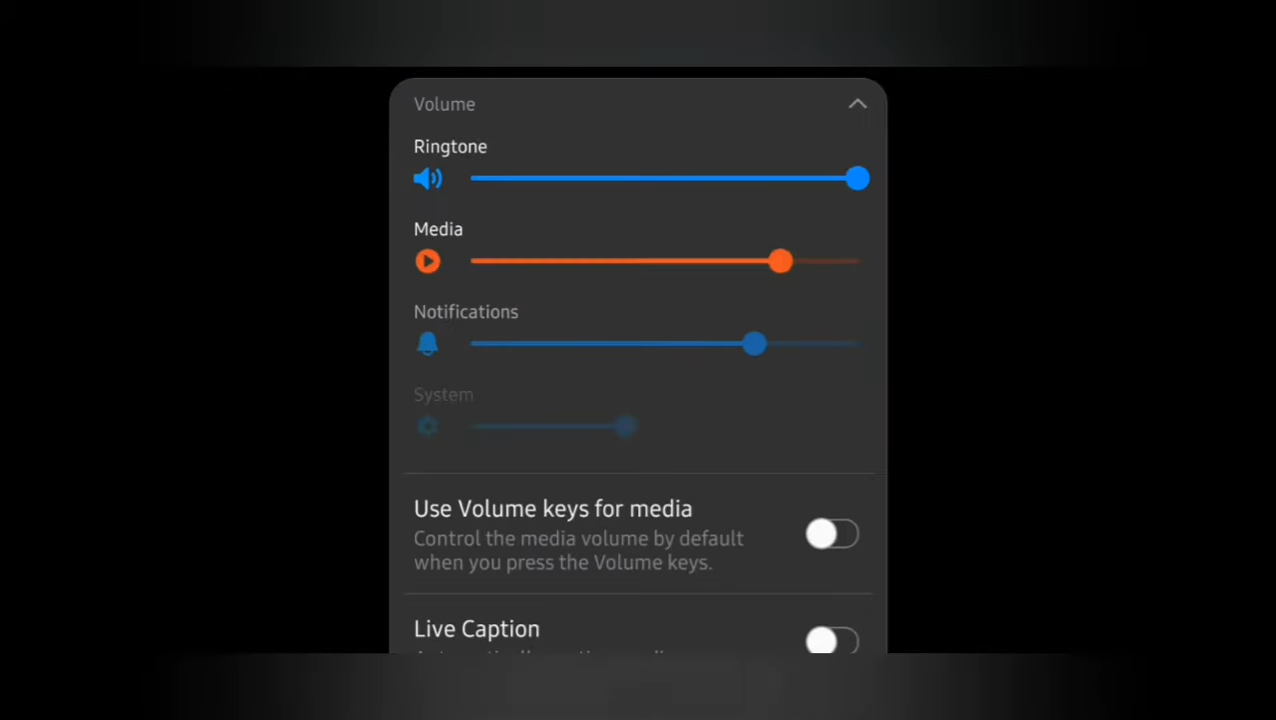 Volume
Ringtone
Media
Notifications
System
Use Volume keys for media
Control the media volume by default
when you press the Volume keys.
Live Caption